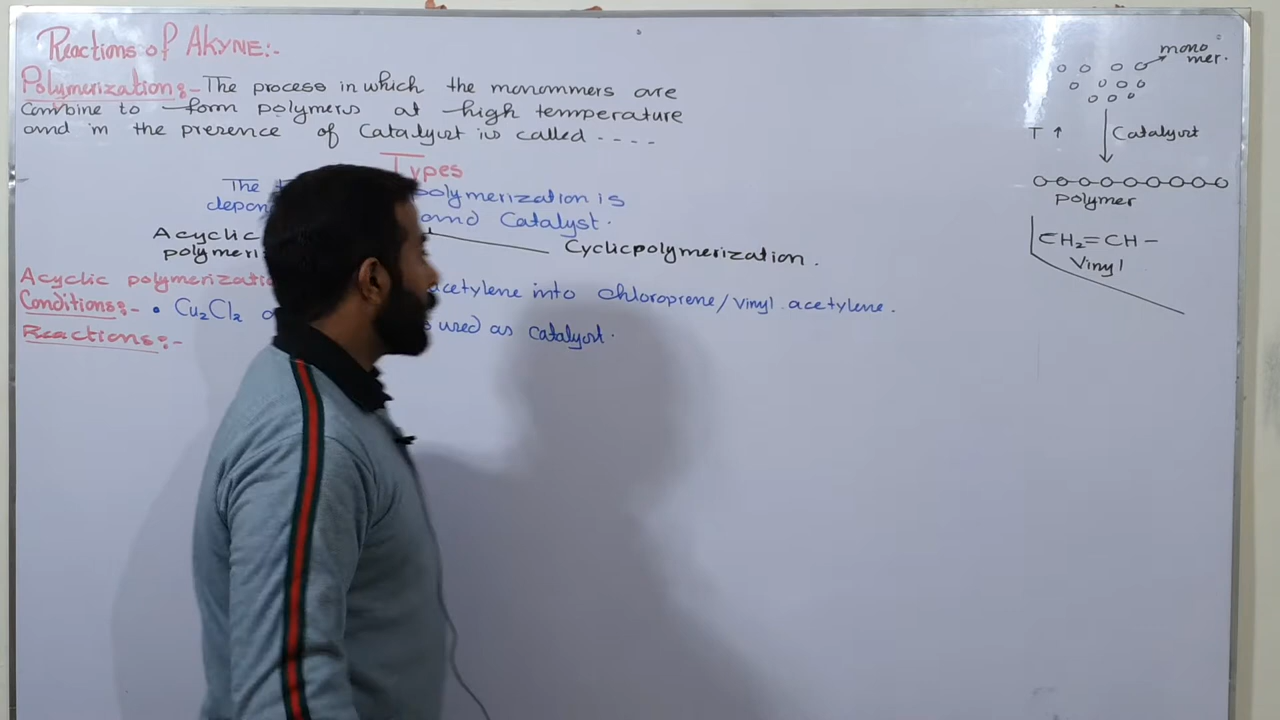 Reactions of AkyNE:-
Polymerization:- The process in which the monommers are
Combine to form polymers at high temperature
and in the presence of Catalyst is called ----
Types
The polymerization is
depen and Catalyst.
Acyclic
polymeri
Cyclicpolymerization.
Acyclic polymerizatio acetylene into chloroprene/vinyl acetylene.
Conditions:- • Cu₂Cl₂ used as catalyst.
Reactions:-
mono
mer.
T ↑ Catalyst
polymer
CH₂=CH-
Vinyl